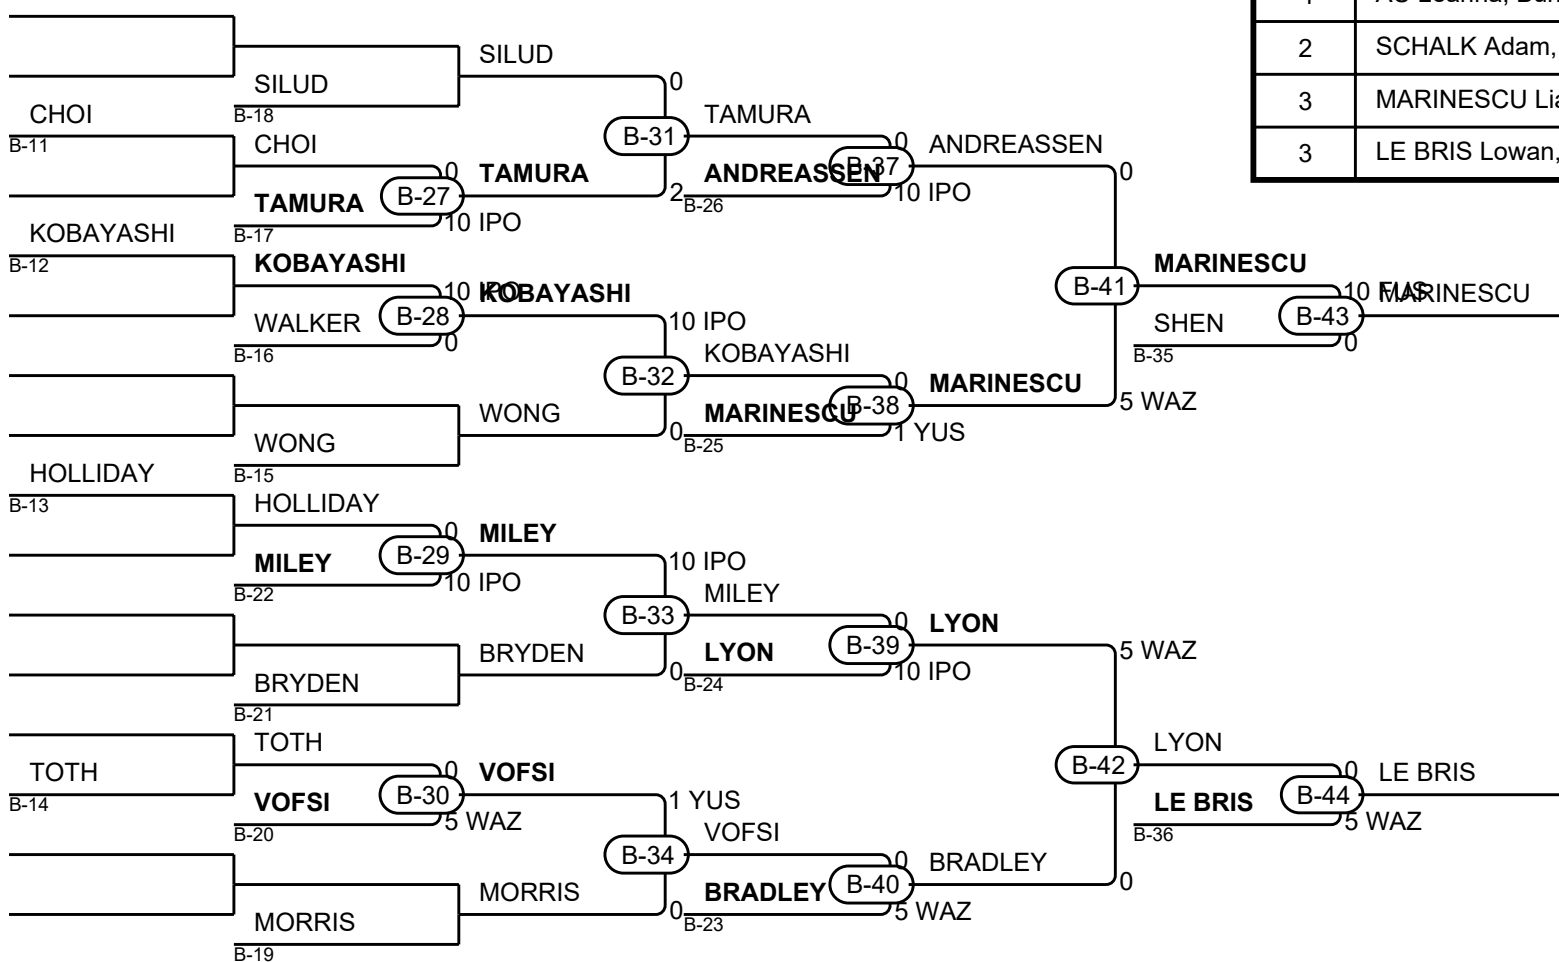 SILUD
SILUD
B-18
0
CHOI
B-11
CHOI
0
B-31
TAMURA
0
B-37
ANDREASSEN
0
TAMURA
B-17
B-27
10 IPO
TAMURA
2
ANDREASSEN
B-26
10 IPO
KOBAYASHI
B-12
KOBAYASHI
10 IPO
KOBAYASHI
B-28
WALKER
B-16
0
10 IPO
B-32
KOBAYASHI
0
B-38
MARINESCU
5 WAZ
B-41
MARINESCU
10 FUS
MARINESCU
SHEN
B-35
B-43
0
WONG
B-15
WONG
0
MARINESCU
B-25
1 YUS
HOLLIDAY
B-13
HOLLIDAY
0
B-29
MILEY
MILEY
B-22
10 IPO
10 IPO
B-33
MILEY
0
B-39
LYON
5 WAZ
BRYDEN
B-21
BRYDEN
0
LYON
B-24
10 IPO
TOTH
B-14
TOTH
0
B-30
VOFSI
VOFSI
B-20
5 WAZ
1 YUS
B-34
VOFSI
0
B-40
BRADLEY
0
B-42
LYON
0
LE BRIS
LE BRIS
B-36
B-44
5 WAZ
MORRIS
B-19
MORRIS
0
BRADLEY
B-23
5 WAZ
2 SCHALK Adam,
3 MARINESCU Lia
3 LE BRIS Lowan,